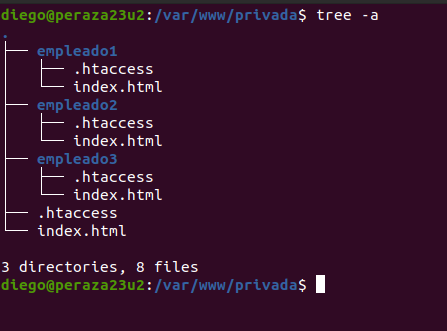 diego@peraza23u2:/var/www/privada$ tree -a
.
├── empleado1
│   ├── .htaccess
│   └── index.html
├── empleado2
│   ├── .htaccess
│   └── index.html
├── empleado3
│   ├── .htaccess
│   └── index.html
├── .htaccess
└── index.html
3 directories, 8 files
diego@peraza23u2:/var/www/privada$